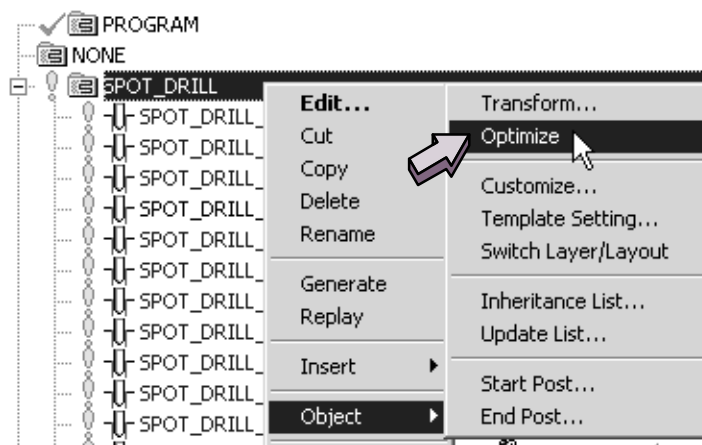 PROGRAM
NONE
SPOT_DRILL
SPOT_DRILL_
SPOT_DRILL_
SPOT_DRILL_
SPOT_DRILL_
SPOT_DRILL_
SPOT_DRILL_
SPOT_DRILL_
SPOT_DRILL_
SPOT_DRILL_
SPOT_DRILL_
SPOT_DRILL_
Edit...
Cut
Copy
Delete
Rename
Generate
Replay
Insert
Object
Transform...
Optimize
Customize...
Template Setting...
Switch Layer/Layout
Inheritance List...
Update List...
Start Post...
End Post...